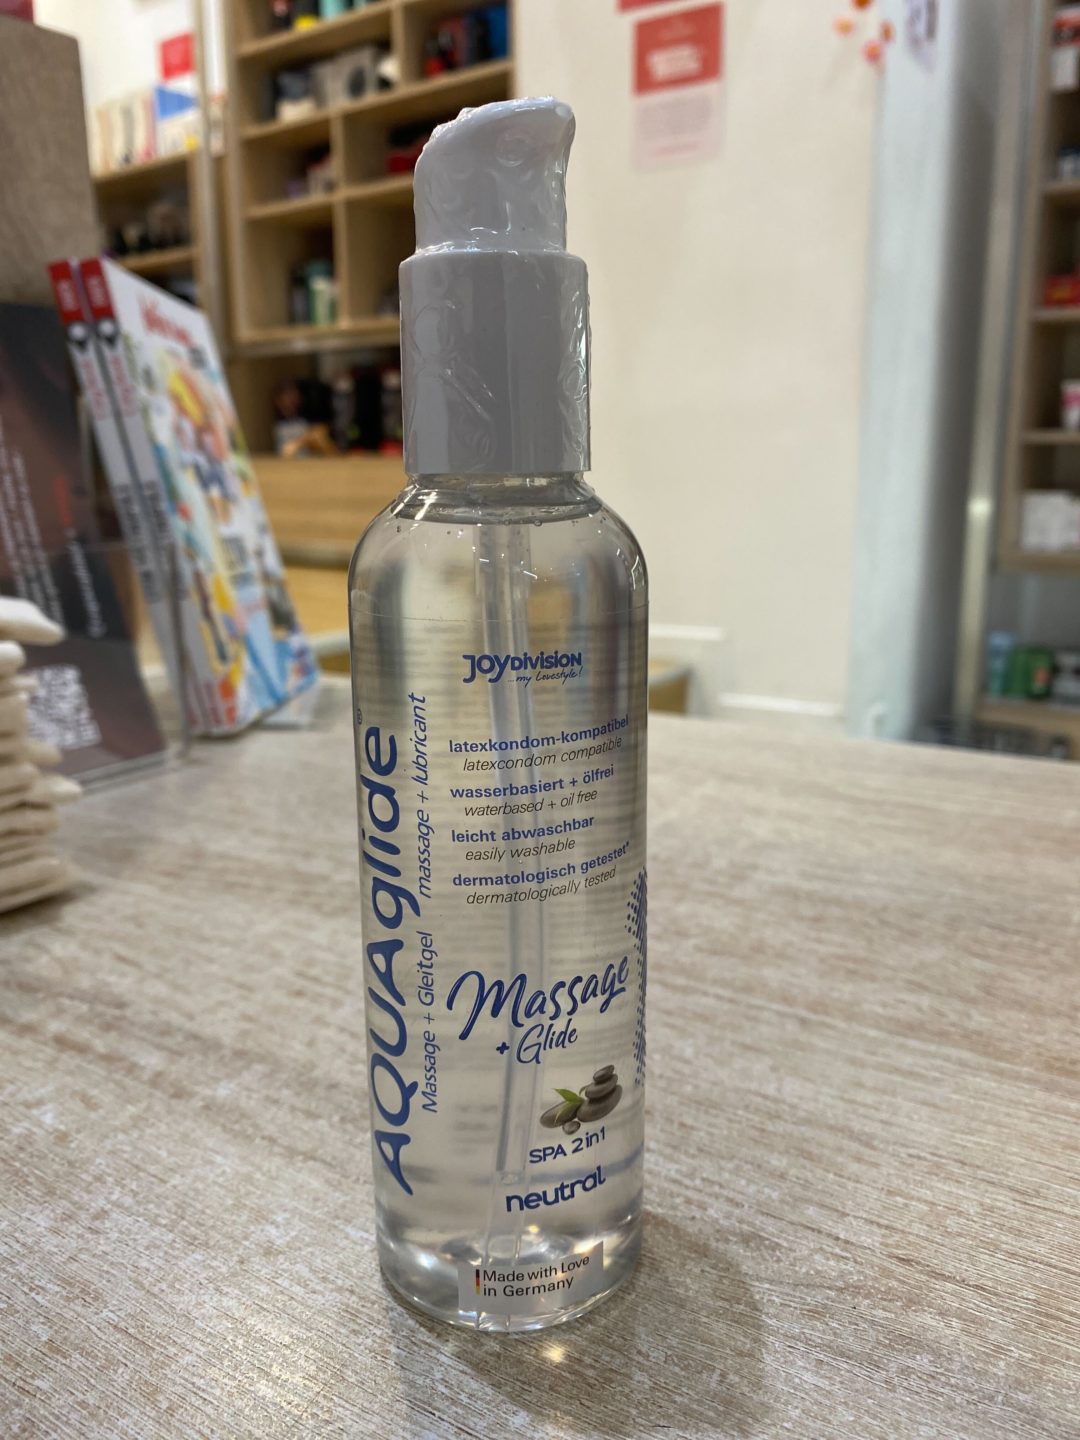 JOYDIVISION
...my Lovestyle!
AQUAglide®
Massage + Gleitgel massage + lubricant
latexkondom-kompatibel
latexcondom compatible
wasserbasiert + ölfrei
waterbased + oil free
leicht abwaschbar
easily washable
dermatologisch getestet*
dermatologically tested
Massage
+ Glide
SPA 2in1
neutral
Made with Love
in Germany